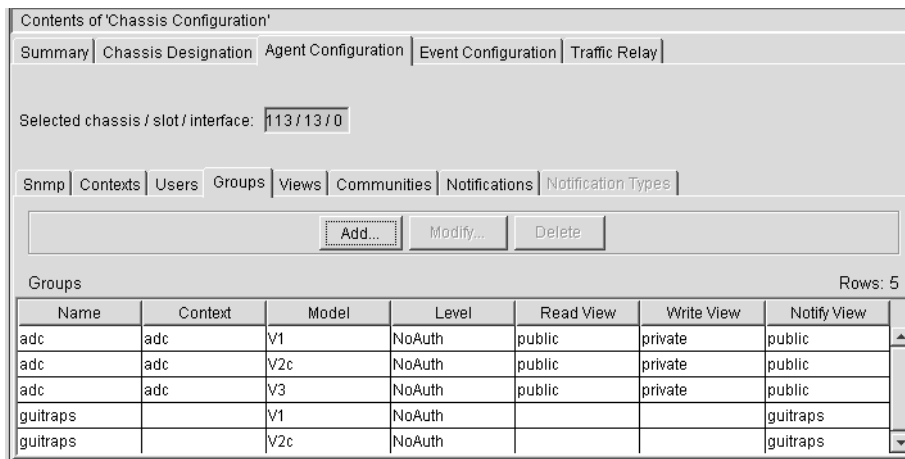 Contents of 'Chassis Configuration'
Summary Chassis Designation Agent Configuration Event Configuration Traffic Relay
Selected chassis / slot / interface: 113 / 13 / 0
Snmp Contexts Users Groups Views Communities Notifications Notification Types
Add... Modify... Delete
Groups Rows: 5
Name Context Model Level Read View Write View Notify View
adc adc V1 NoAuth public private public
adc adc V2c NoAuth public private public
adc adc V3 NoAuth public private public
guitraps V1 NoAuth guitraps
guitraps V2c NoAuth guitraps